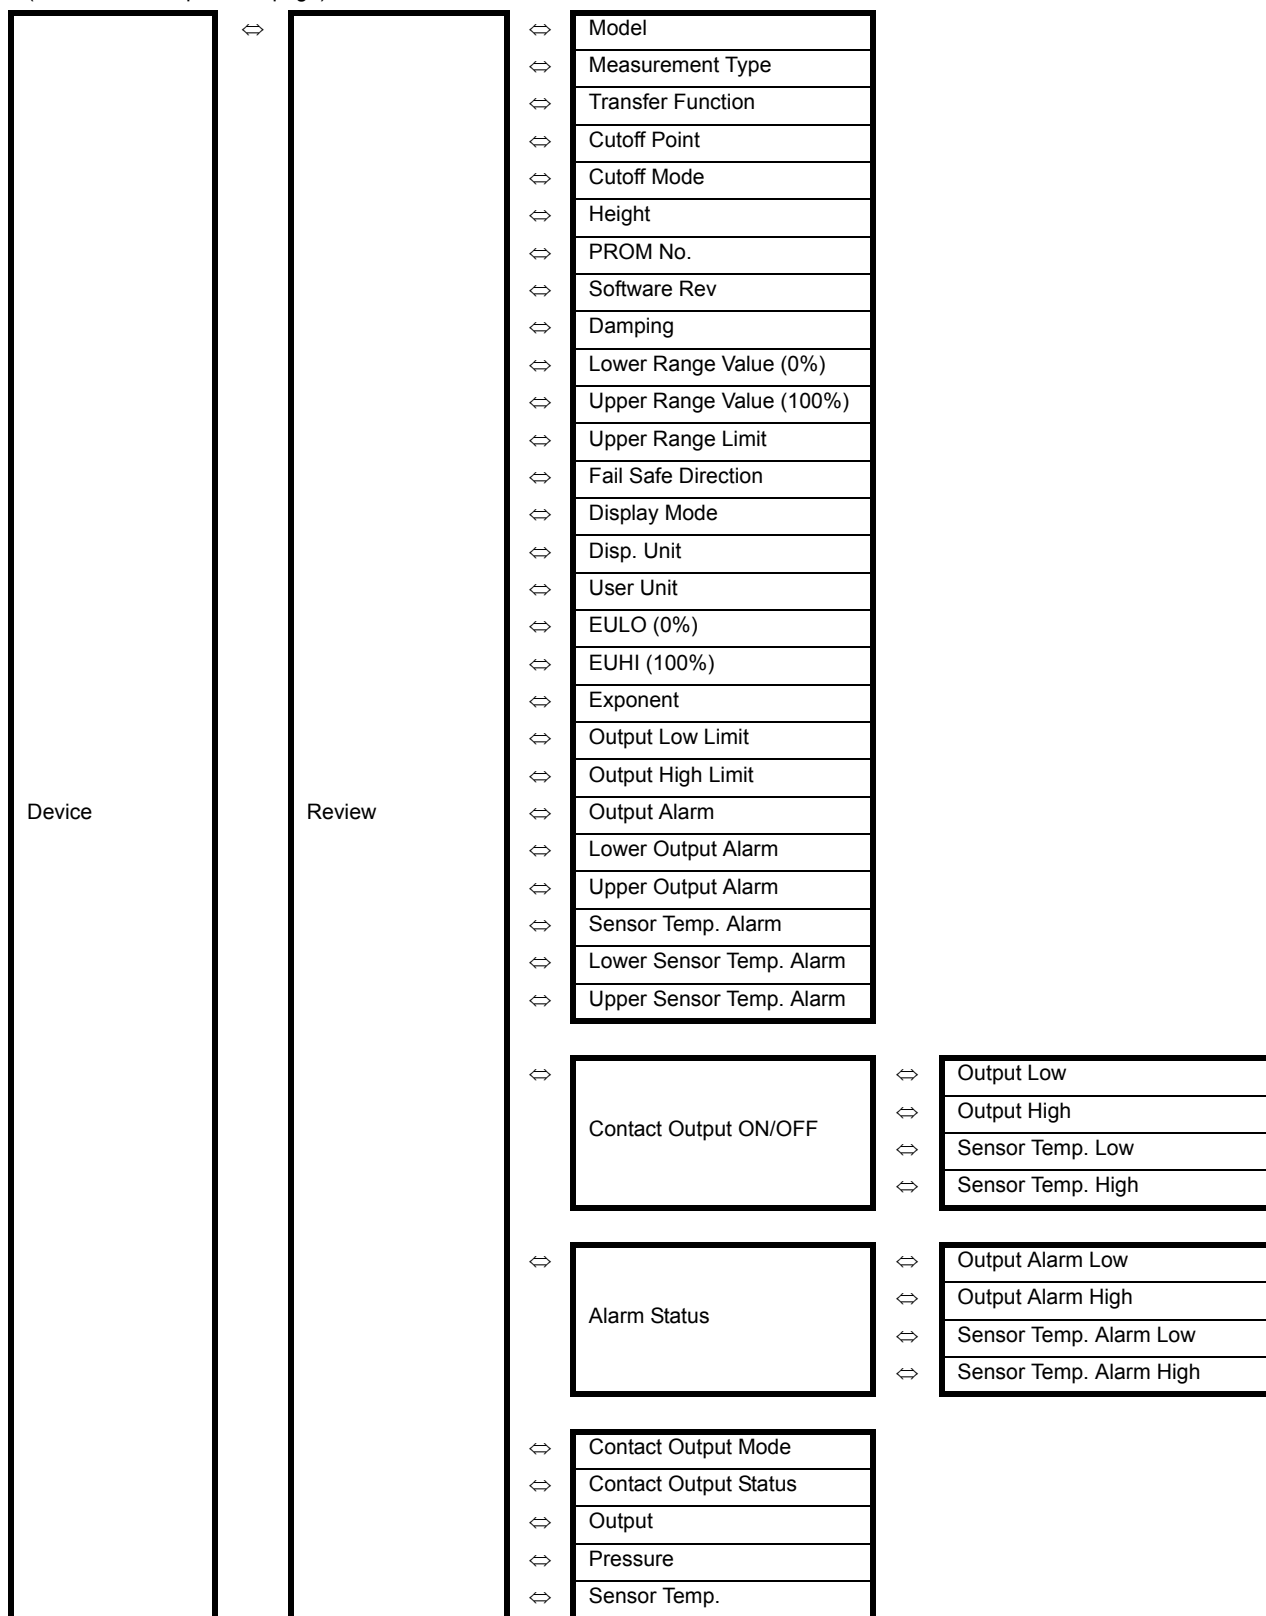 ⇔ ⇔ Model
⇔ Measurement Type
⇔ Transfer Function
⇔ Cutoff Point
⇔ Cutoff Mode
⇔ Height
⇔ PROM No.
⇔ Software Rev
⇔ Damping
⇔ Lower Range Value (0%)
⇔ Upper Range Value (100%)
⇔ Upper Range Limit
⇔ Fail Safe Direction
⇔ Display Mode
⇔ Disp. Unit
⇔ User Unit
⇔ EULO (0%)
⇔ EUHI (100%)
⇔ Exponent
⇔ Output Low Limit
⇔ Output High Limit
Device Review ⇔ Output Alarm
⇔ Lower Output Alarm
⇔ Upper Output Alarm
⇔ Sensor Temp. Alarm
⇔ Lower Sensor Temp. Alarm
⇔ Upper Sensor Temp. Alarm
⇔ ⇔ Output Low
Contact Output ON/OFF
⇔ Output High
⇔ Sensor Temp. Low
⇔ Sensor Temp. High
⇔ ⇔ Output Alarm Low
Alarm Status
⇔ Output Alarm High
⇔ Sensor Temp. Alarm Low
⇔ Sensor Temp. Alarm High
⇔ Contact Output Mode
⇔ Contact Output Status
⇔ Output
⇔ Pressure
⇔ Sensor Temp.